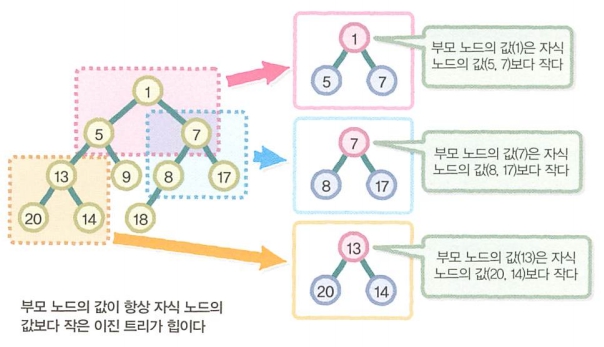 1
5
7
13
9
8
17
20
14
18
부모 노드의 값이 항상 자식 노드의
값보다 작은 이진 트리가 힙이다
1
5
7
부모 노드의 값(1)은 자식
노드의 값(5, 7)보다 작다
7
8
17
부모 노드의 값(7)은 자식
노드의 값(8, 17)보다 작다
13
20
14
부모 노드의 값(13)은 자식
노드의 값(20, 14)보다 작다